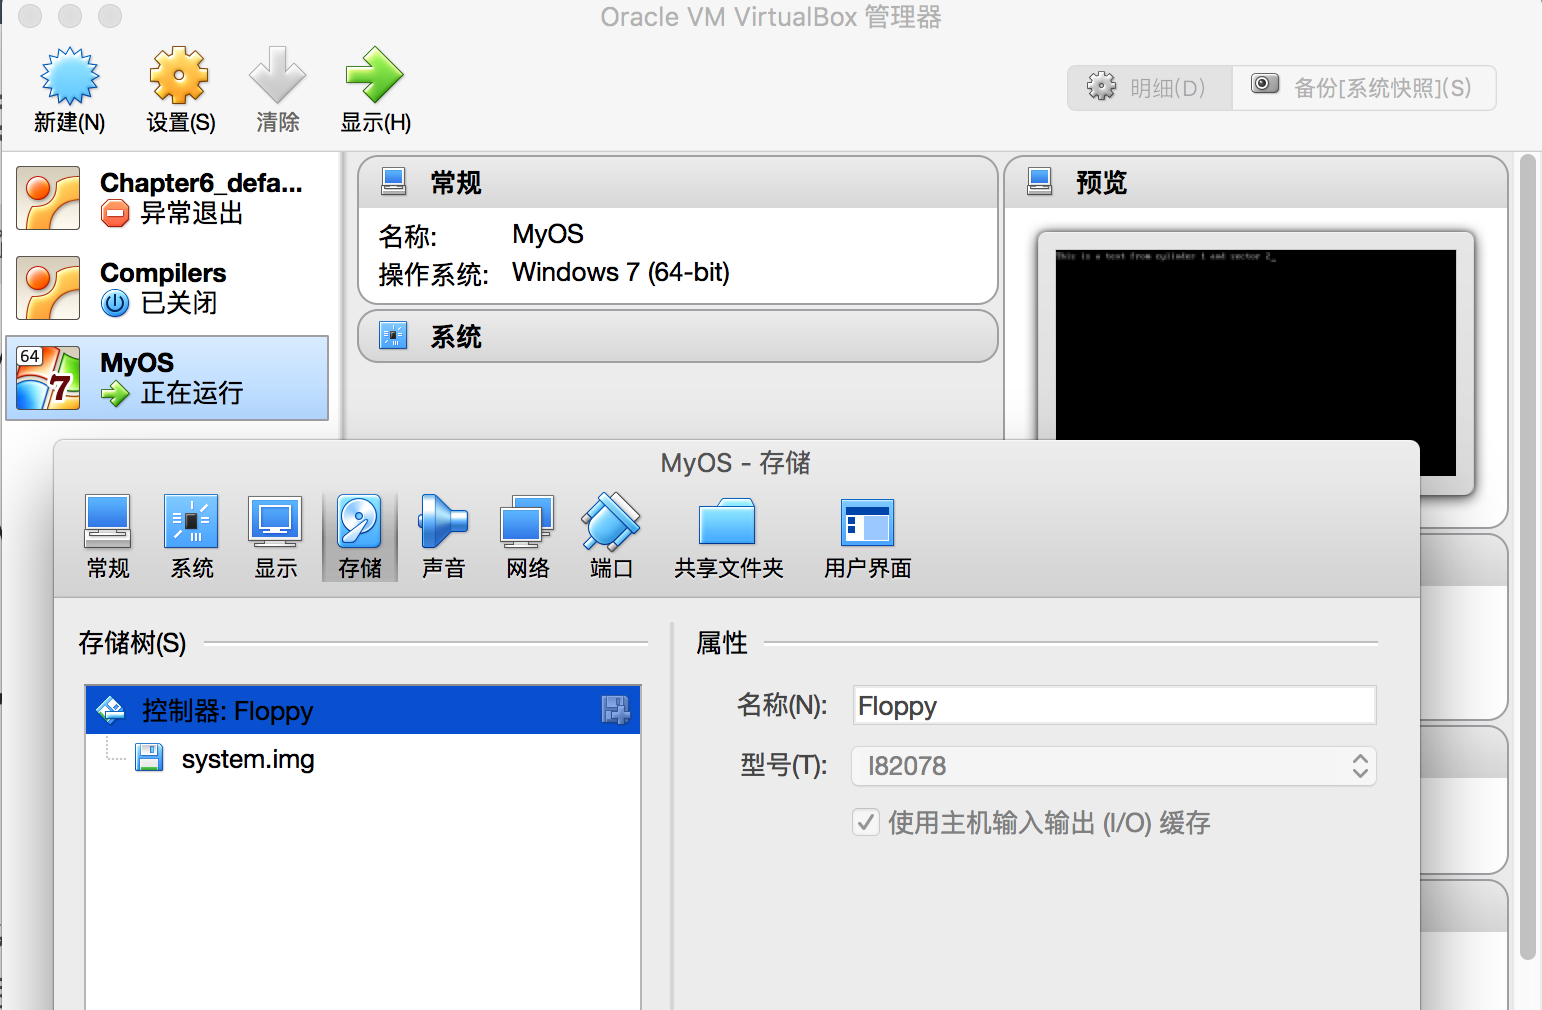 Oracle VM VirtualBox 管理器
新建(N)
设置(S)
清除
显示(H)
明细(D)
备份[系统快照](S)
Chapter6_defa...
异常退出
Compilers
已关闭
64
7
MyOS
正在运行
常规
名称:
MyOS
操作系统:
Windows 7 (64-bit)
系统
预览
This is a text from cylinder 1 and sector 2_
MyOS - 存储
常规
系统
显示
存储
声音
网络
端口
共享文件夹
用户界面
存储树(S)
控制器: Floppy
system.img
属性
名称(N):
Floppy
型号(T):
I82078
使用主机输入输出 (I/O) 缓存